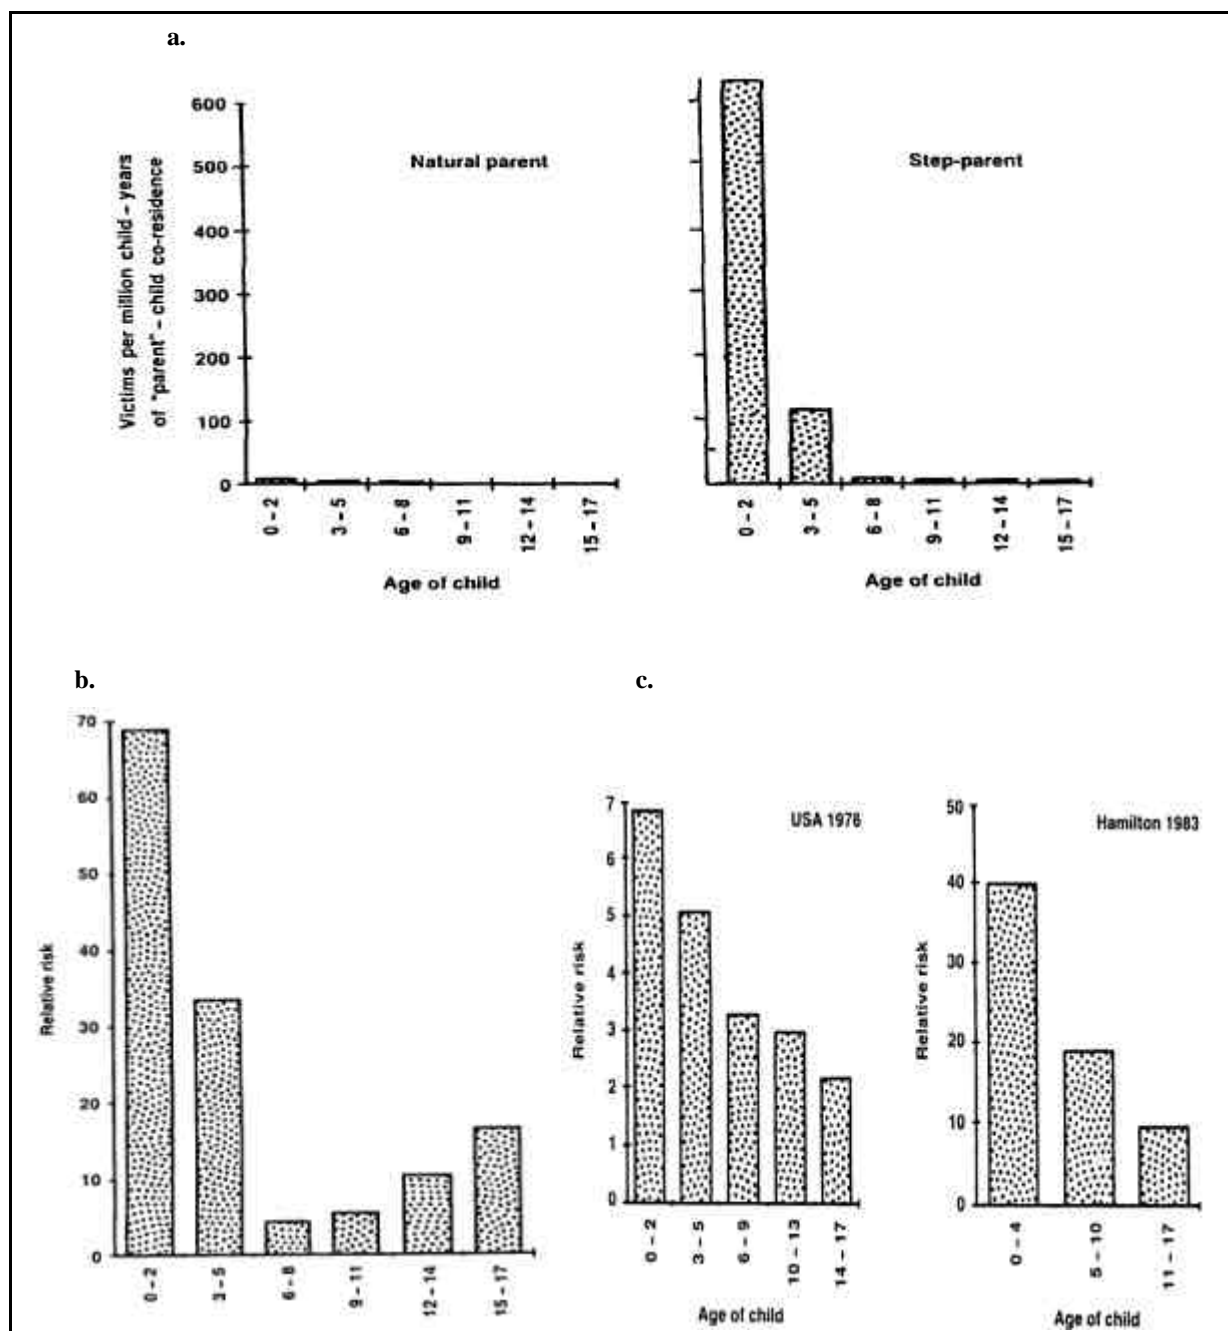 a.
Victims per million child – years
of "parent" – child co-residence
600
500
400
300
200
100
0
Natural parent
0 – 2
3 – 5
6 – 8
9 – 11
12 – 14
15 – 17
Age of child
Step-parent
0 – 2
3 – 5
6 – 8
9 – 11
12 – 14
15 – 17
Age of child
b.
Relative risk
70
60
50
40
30
20
10
0
0 – 2
3 – 5
6 – 8
9 – 11
12 – 14
15 – 17
c.
Relative risk
7
6
5
4
3
2
1
0
USA 1976
0 – 2
3 – 5
6 – 9
10 – 13
14 – 17
Age of child
Relative risk
50
40
30
20
10
0
Hamilton 1983
0 – 4
5 – 10
11 – 17
Age of child